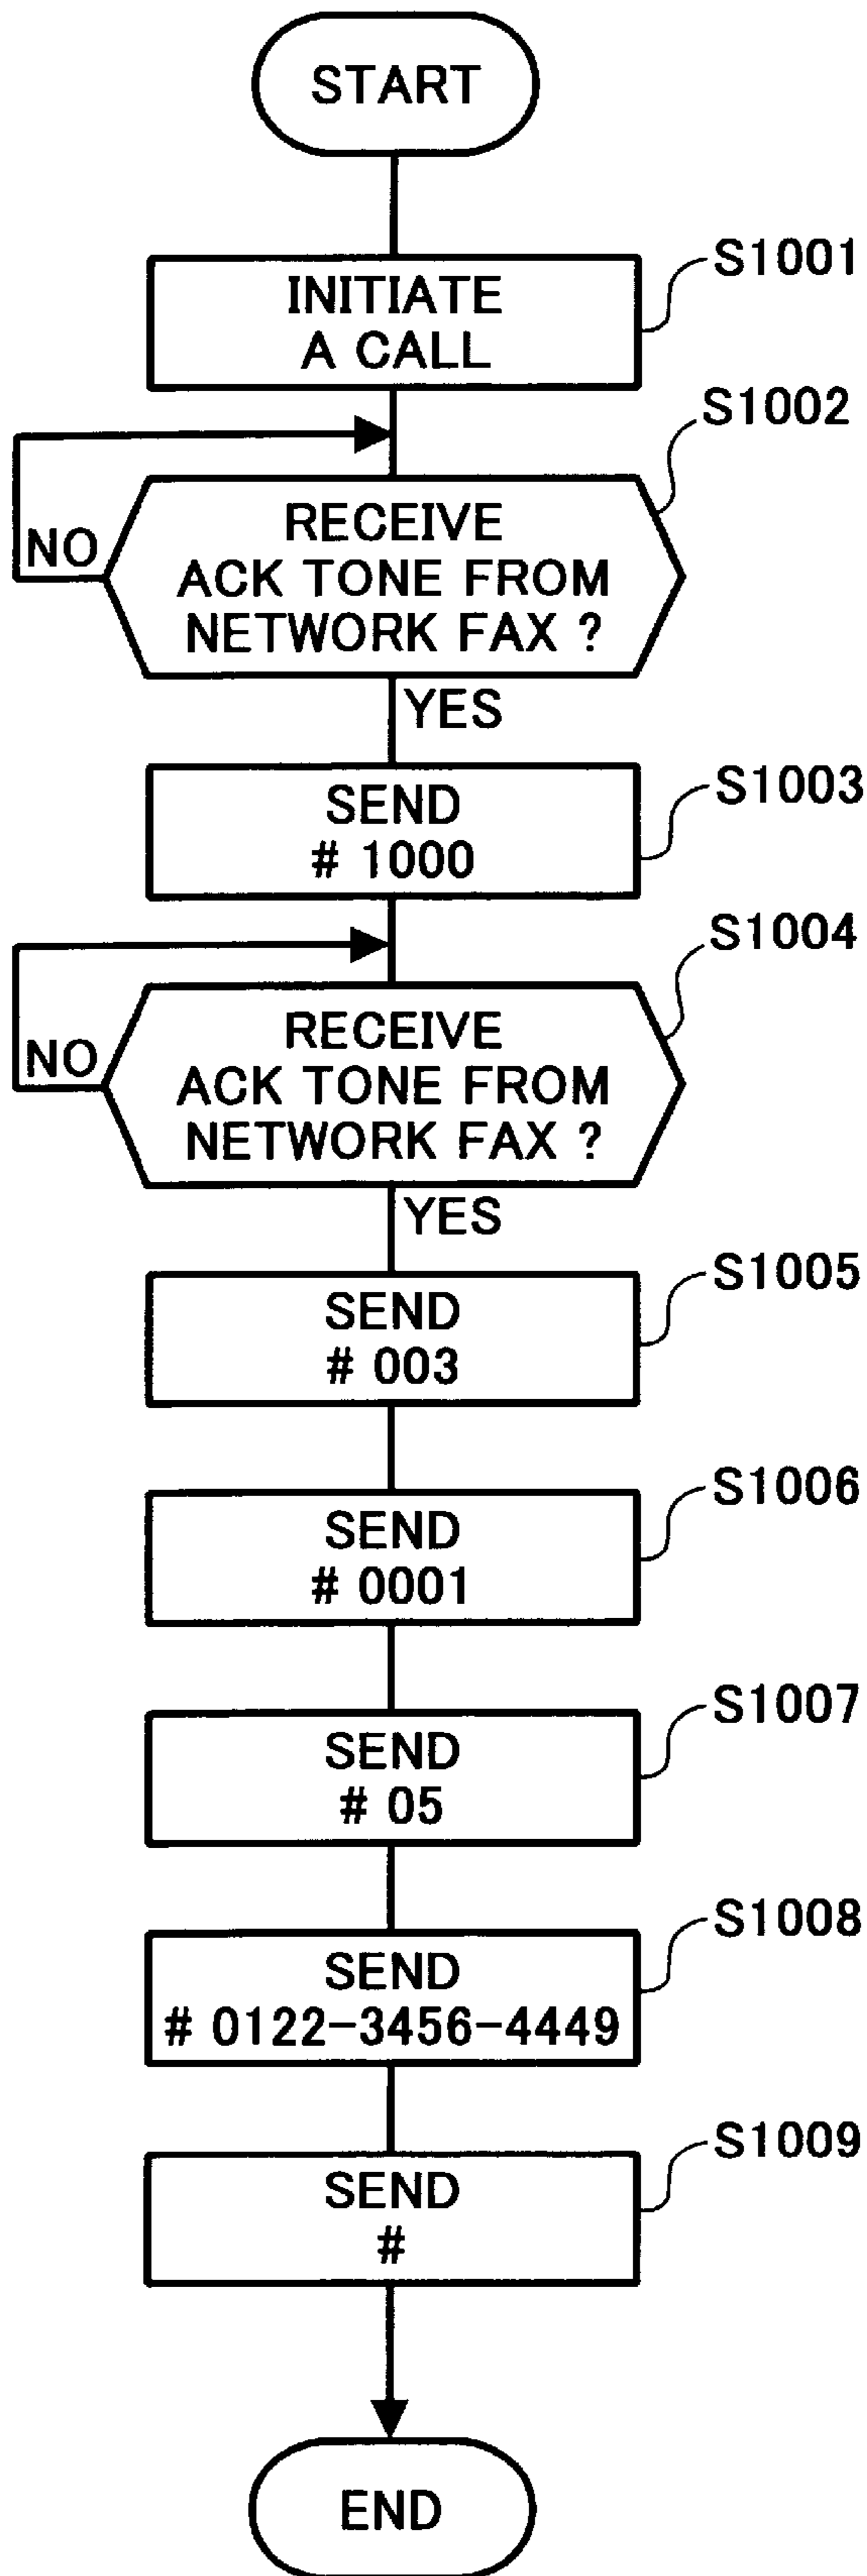 START
S1001
INITIATE
A CALL
S1002
RECEIVE
ACK TONE FROM
NETWORK FAX ?
NO
YES
S1003
SEND
# 1000
S1004
RECEIVE
ACK TONE FROM
NETWORK FAX ?
NO
YES
S1005
SEND
# 003
S1006
SEND
# 0001
S1007
SEND
# 05
S1008
SEND
# 0122-3456-4449
S1009
SEND
#
END